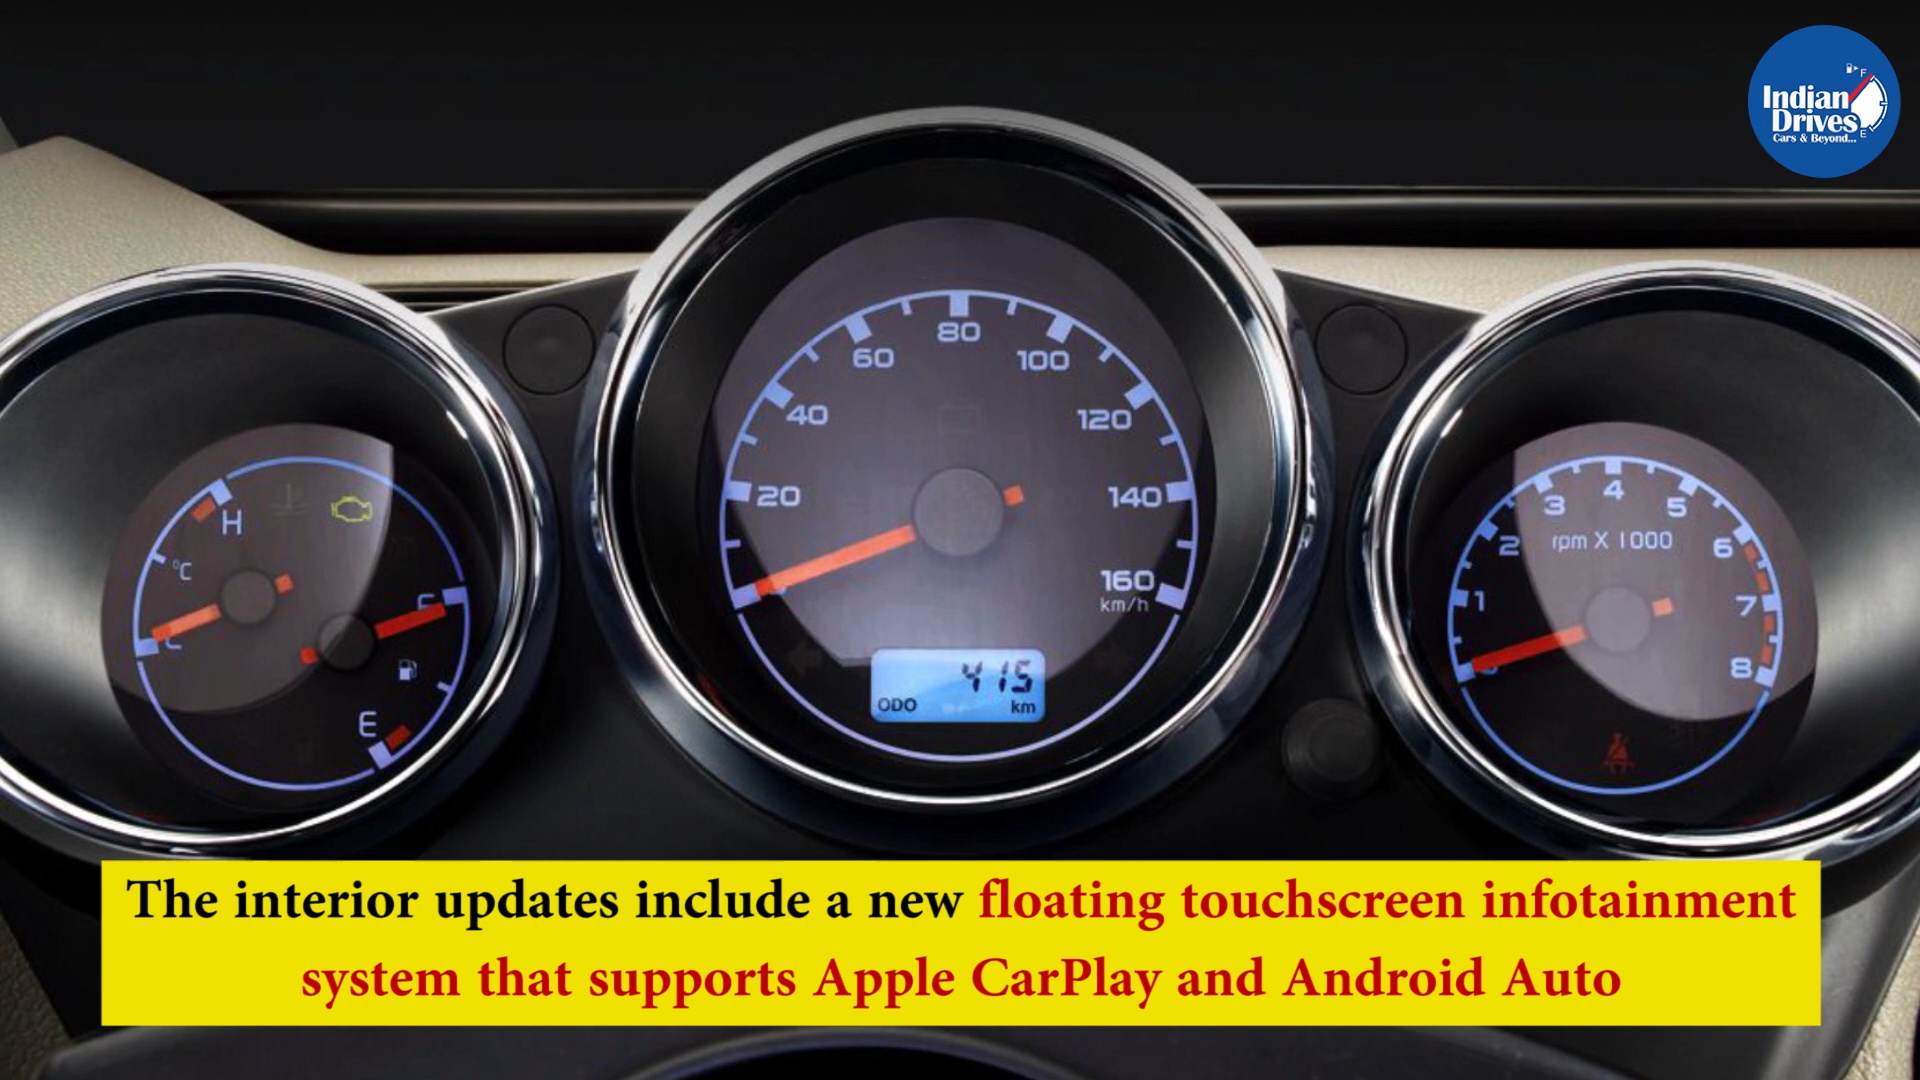 Indian
Drives
Cars & Beyond...
F
E
80
60
100
40
120
20
140
160
km/h
H
°C
C
F
E
415
ODO
km
4
3
5
2
rpm X 1000
6
1
7
8
The interior updates include a new floating touchscreen infotainment
system that supports Apple CarPlay and Android Auto